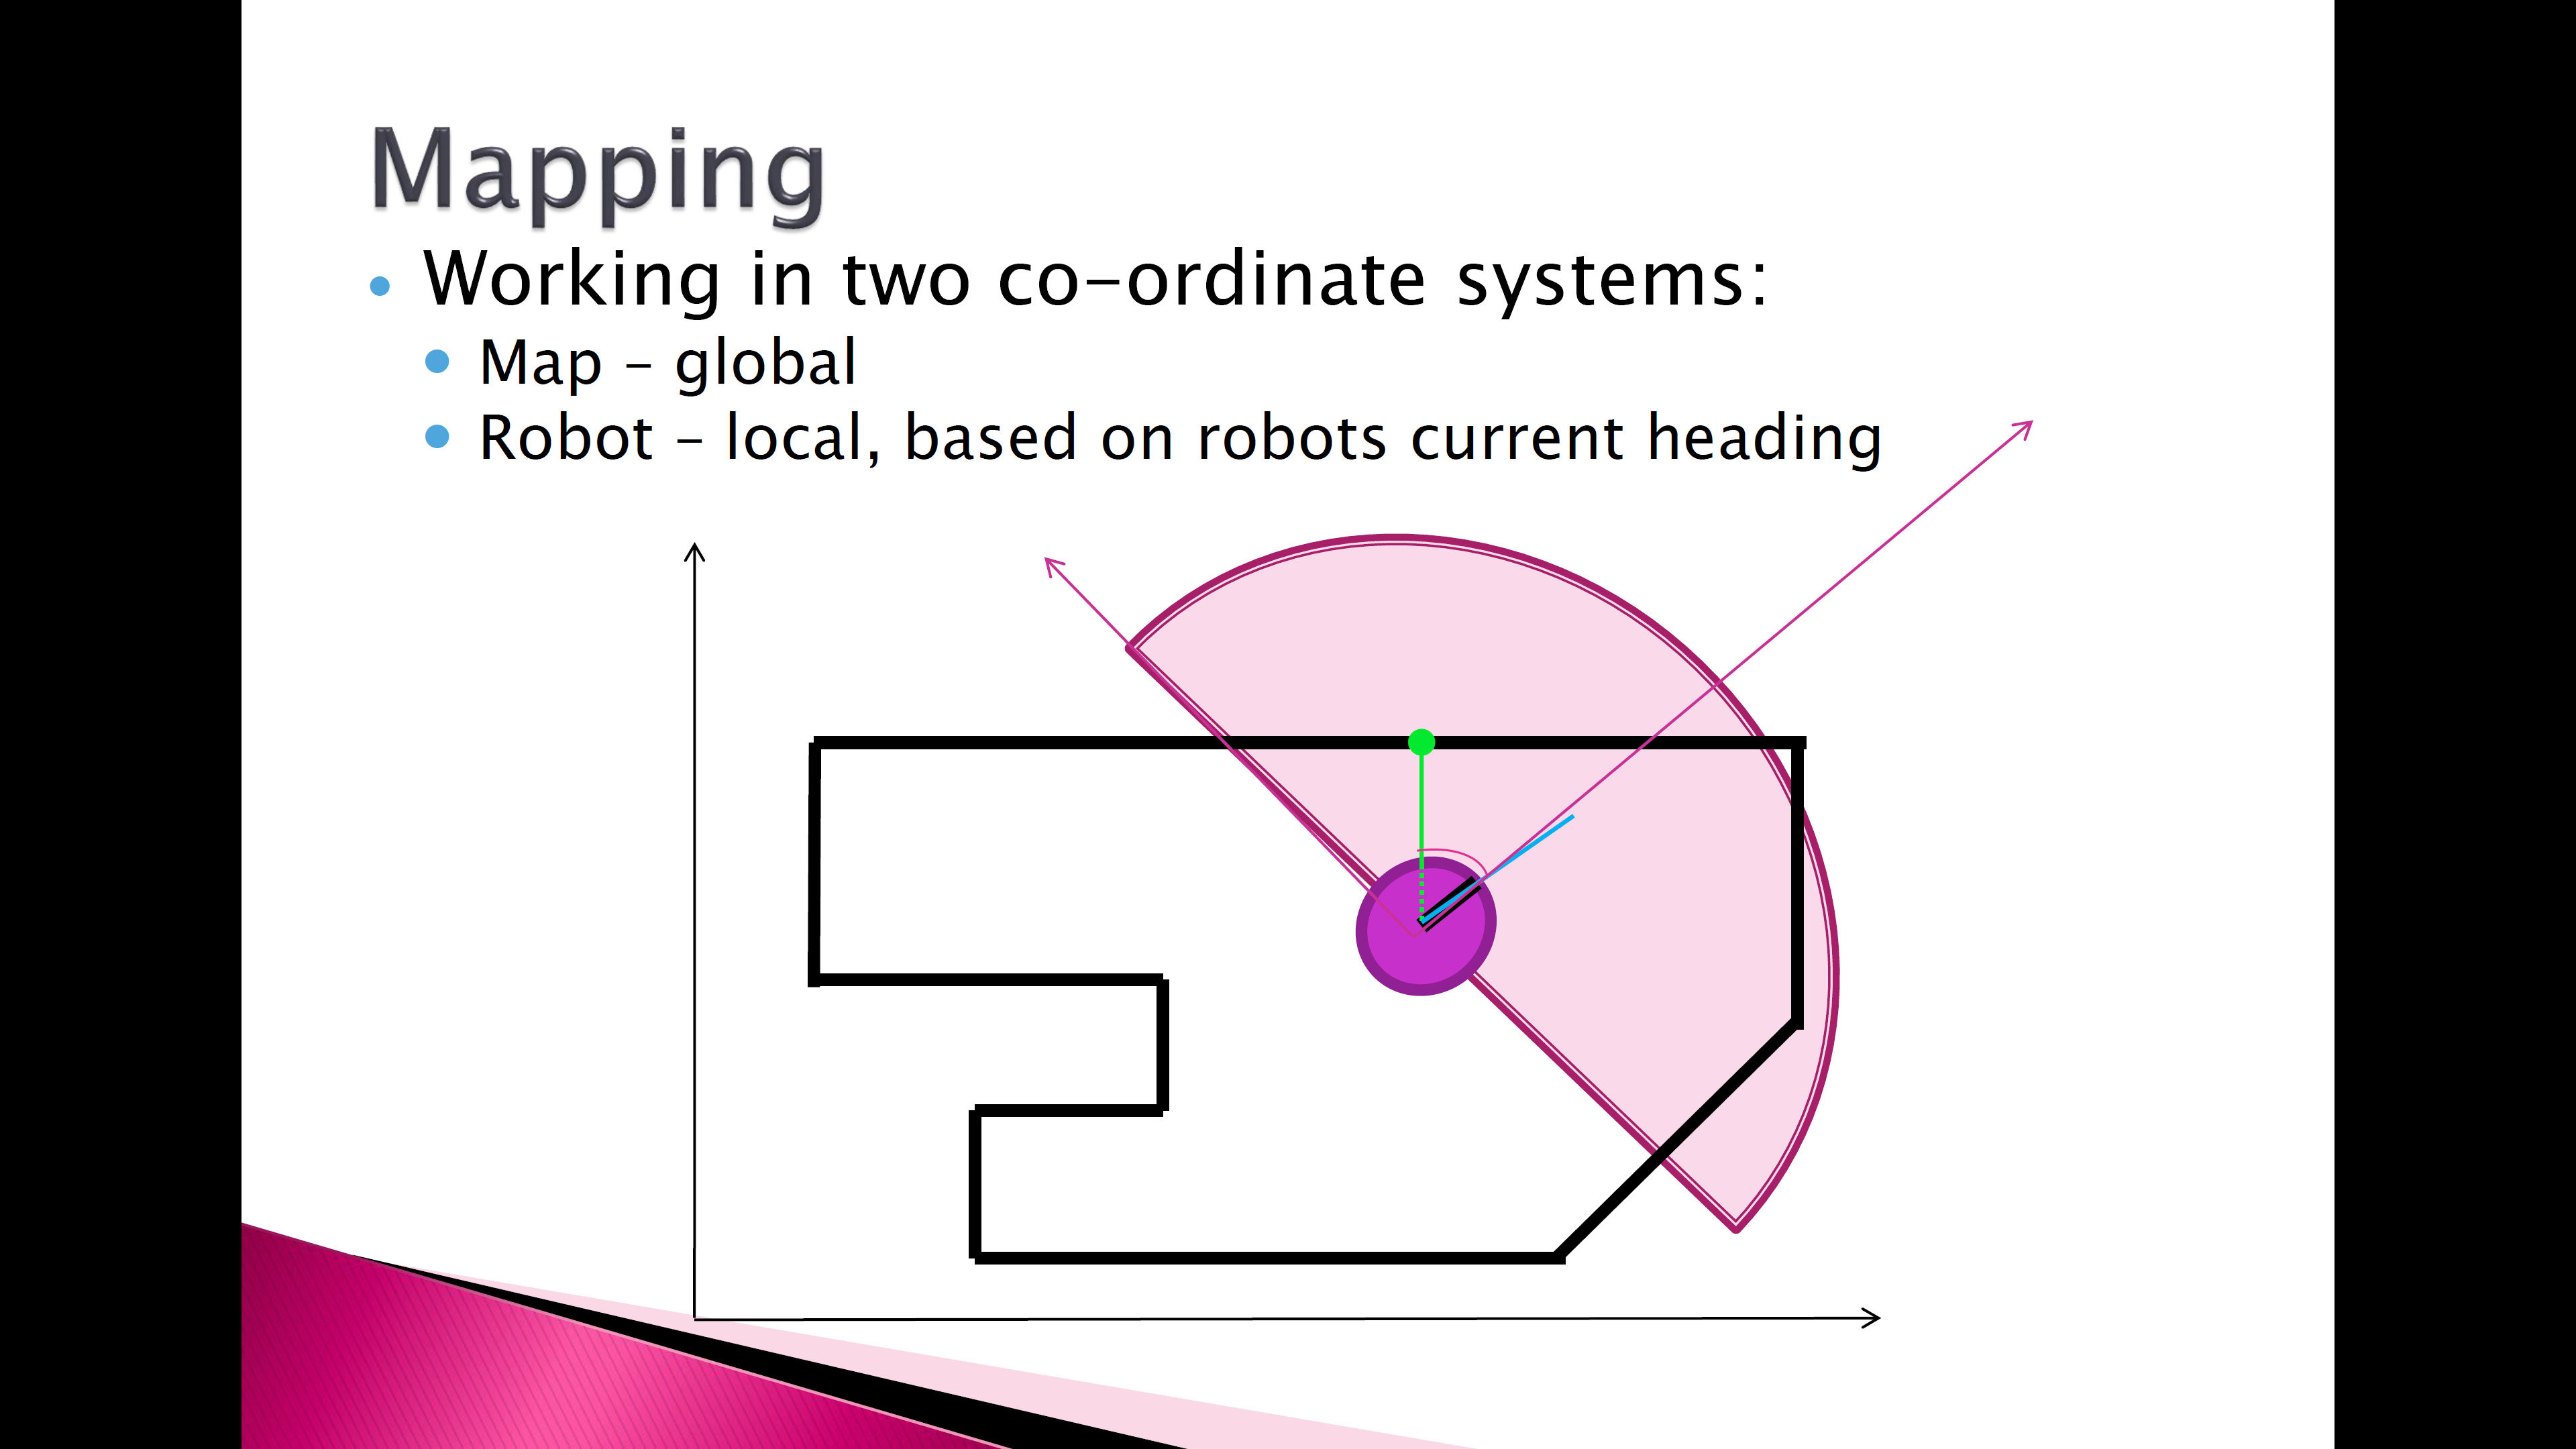 Mapping
Working in two co-ordinate systems:
Map – global
Robot – local, based on robots current heading